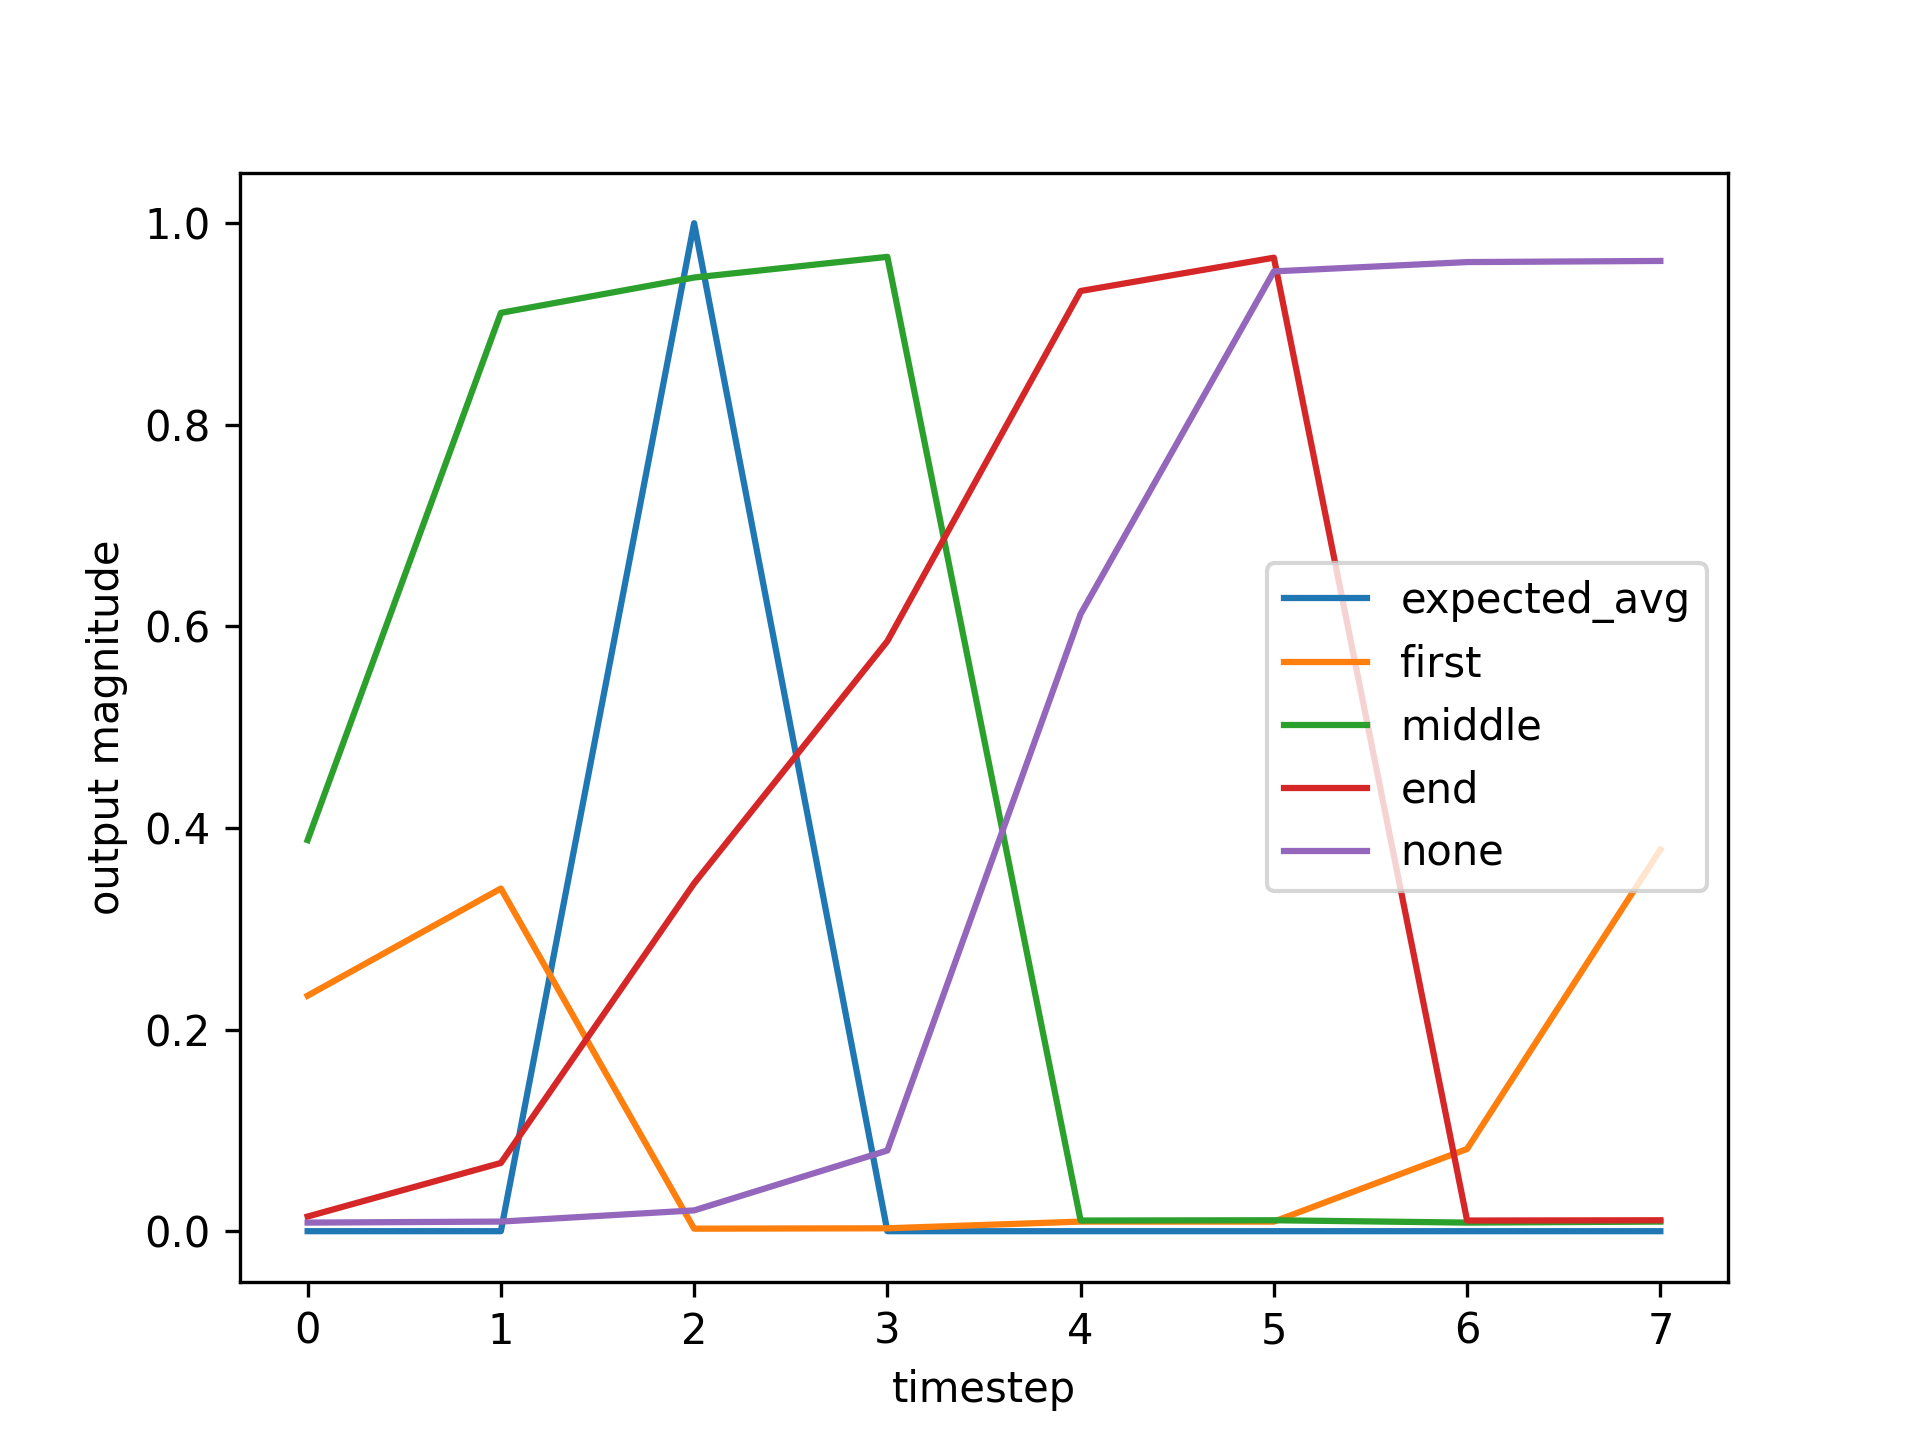 1.0
0.8
0.6
0.4
0.2
0.0
output magnitude
expected_avg
first
middle
end
none
0 1 2 3 4 5 6 7
timestep